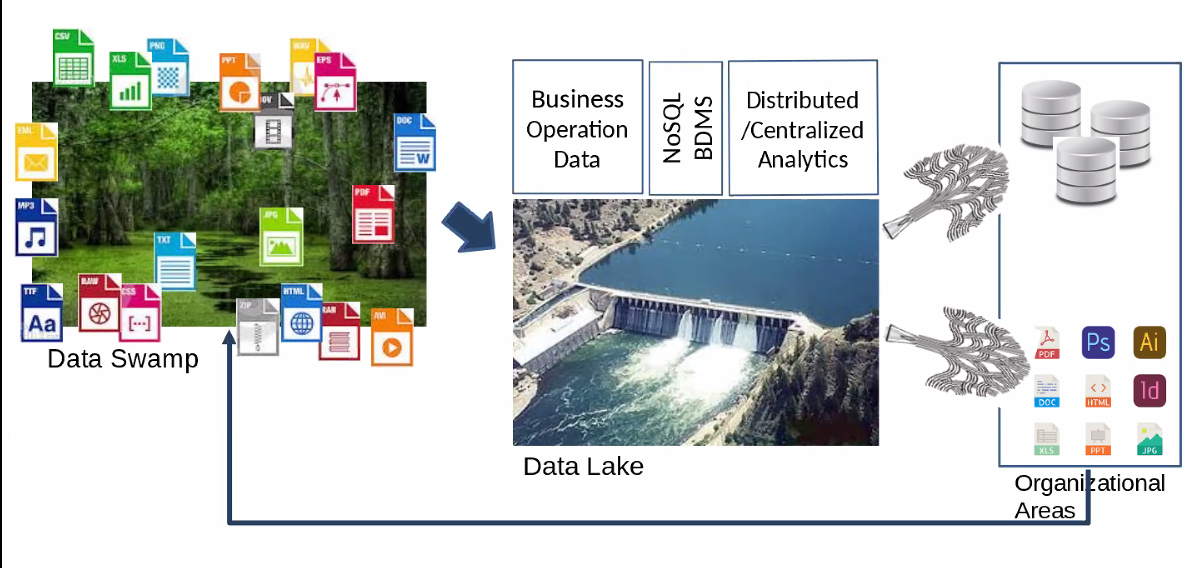 CSV
XLS
PNG
PPT
WAV
EPS
OV
DOC
W
EML
MP3
TXT
JPG
PDF
TTF
Aa
RAW
CSS
[...]
ZIP
HTML
RAR
AVI
Data Swamp
Business
Operation
Data
NoSQL
BDMS
Distributed
/Centralized
Analytics
Data Lake
PDF
Ps
Ai
DOC
HTML
Id
XLS
PPT
JPG
Organizational
Areas